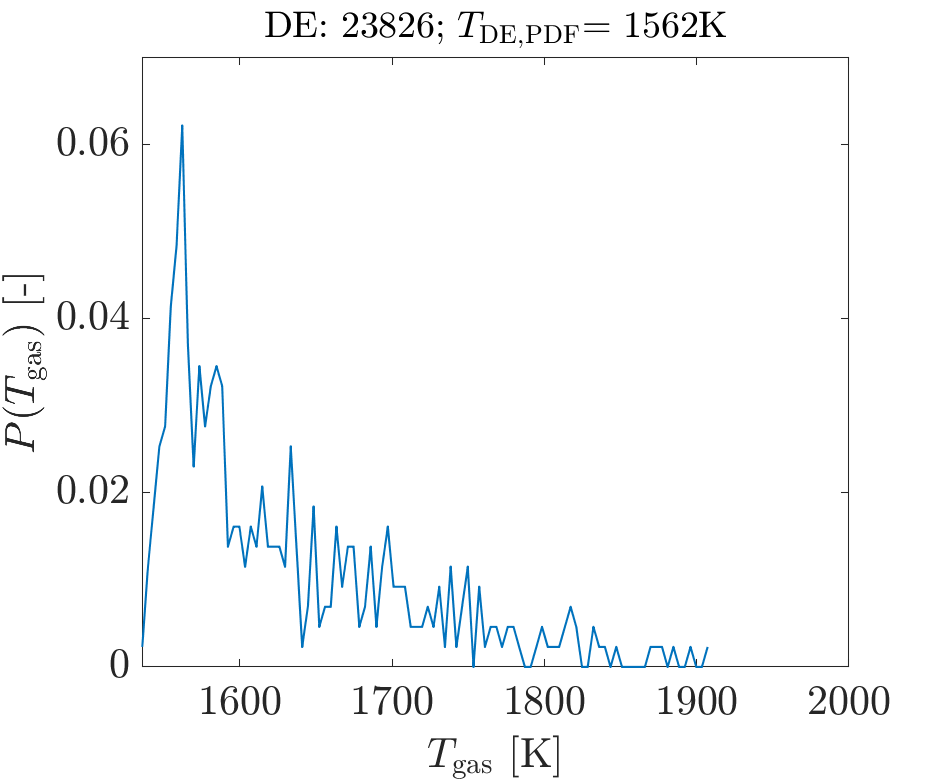 DE: 23826; T_DE,PDF= 1562K
P(T_gas) [-]
0.06
0.04
0.02
0
1600 1700 1800 1900 2000
T_gas [K]